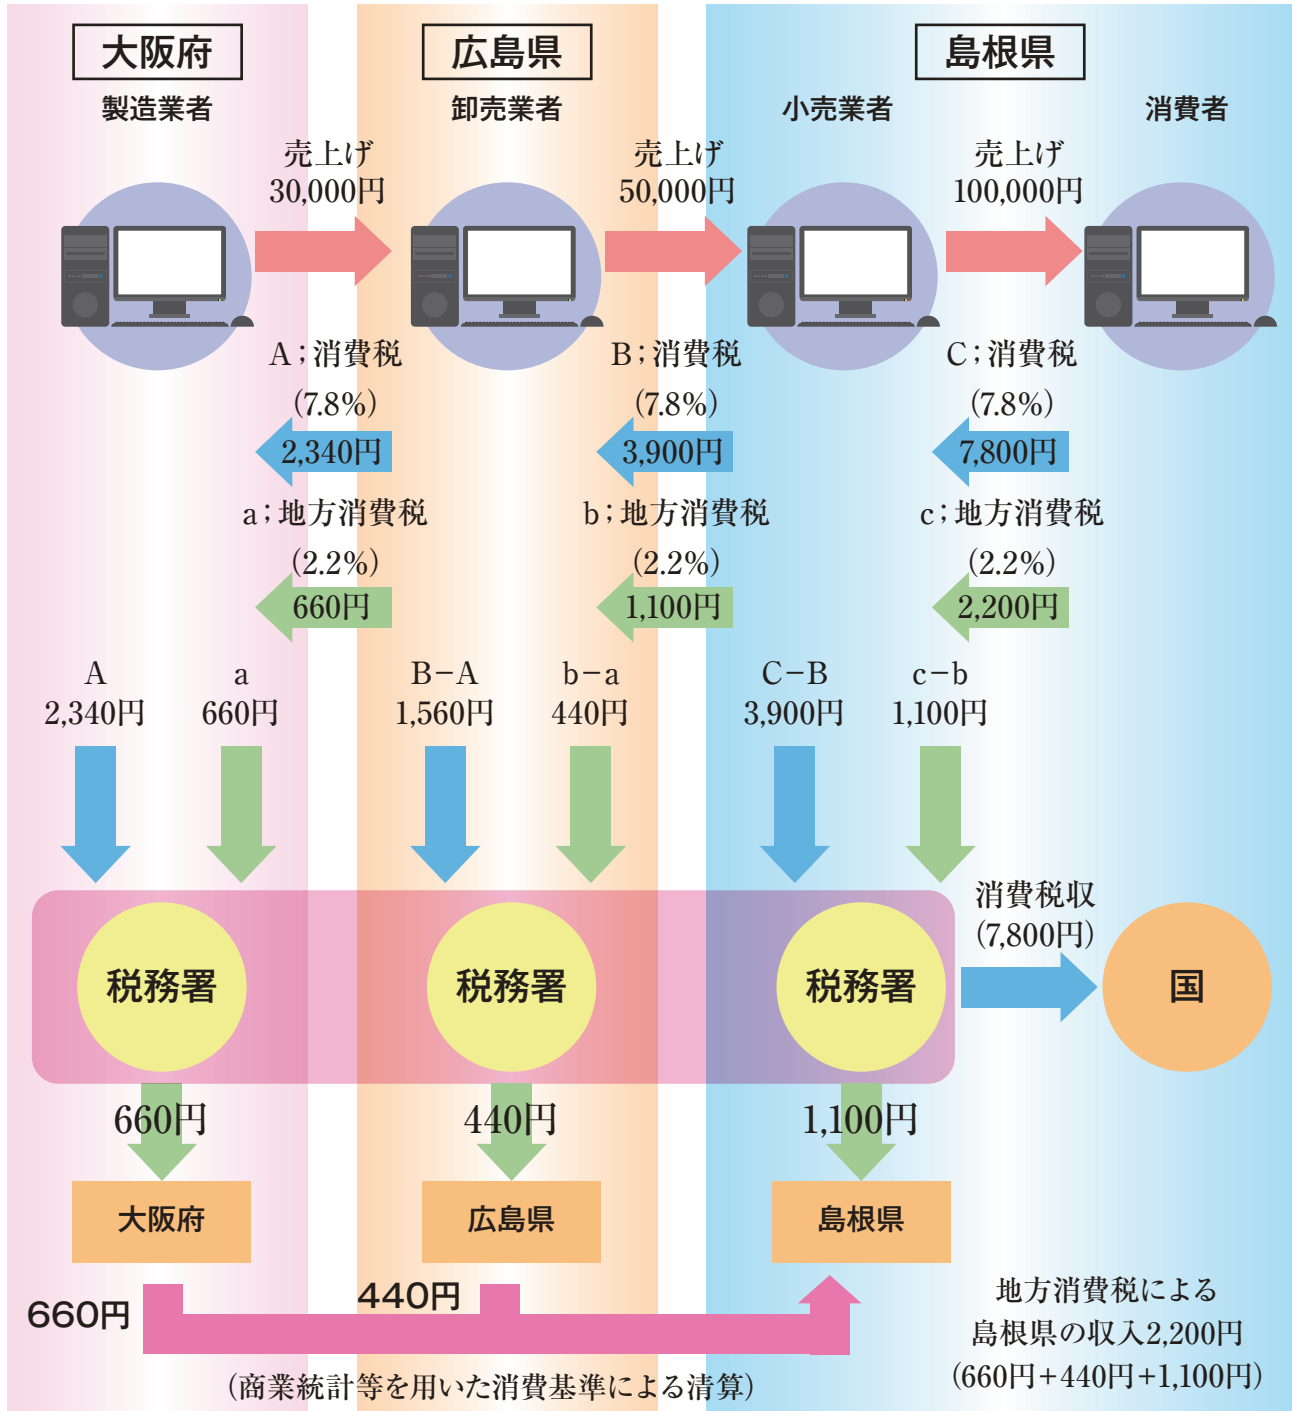 大阪府
広島県
島根県
製造業者
卸売業者
小売業者
消費者
売上げ
30,000円
売上げ
50,000円
売上げ
100,000円
A；消費税
(7.8%)
2,340円
B；消費税
(7.8%)
3,900円
C；消費税
(7.8%)
7,800円
a；地方消費税
(2.2%)
660円
b；地方消費税
(2.2%)
1,100円
c；地方消費税
(2.2%)
2,200円
A
2,340円
a
660円
B−A
1,560円
b−a
440円
C−B
3,900円
c−b
1,100円
税務署
税務署
税務署
消費税収
(7,800円)
国
660円
440円
1,100円
大阪府
広島県
島根県
660円
440円
(商業統計等を用いた消費基準による清算)
地方消費税による
島根県の収入2,200円
(660円+440円+1,100円)